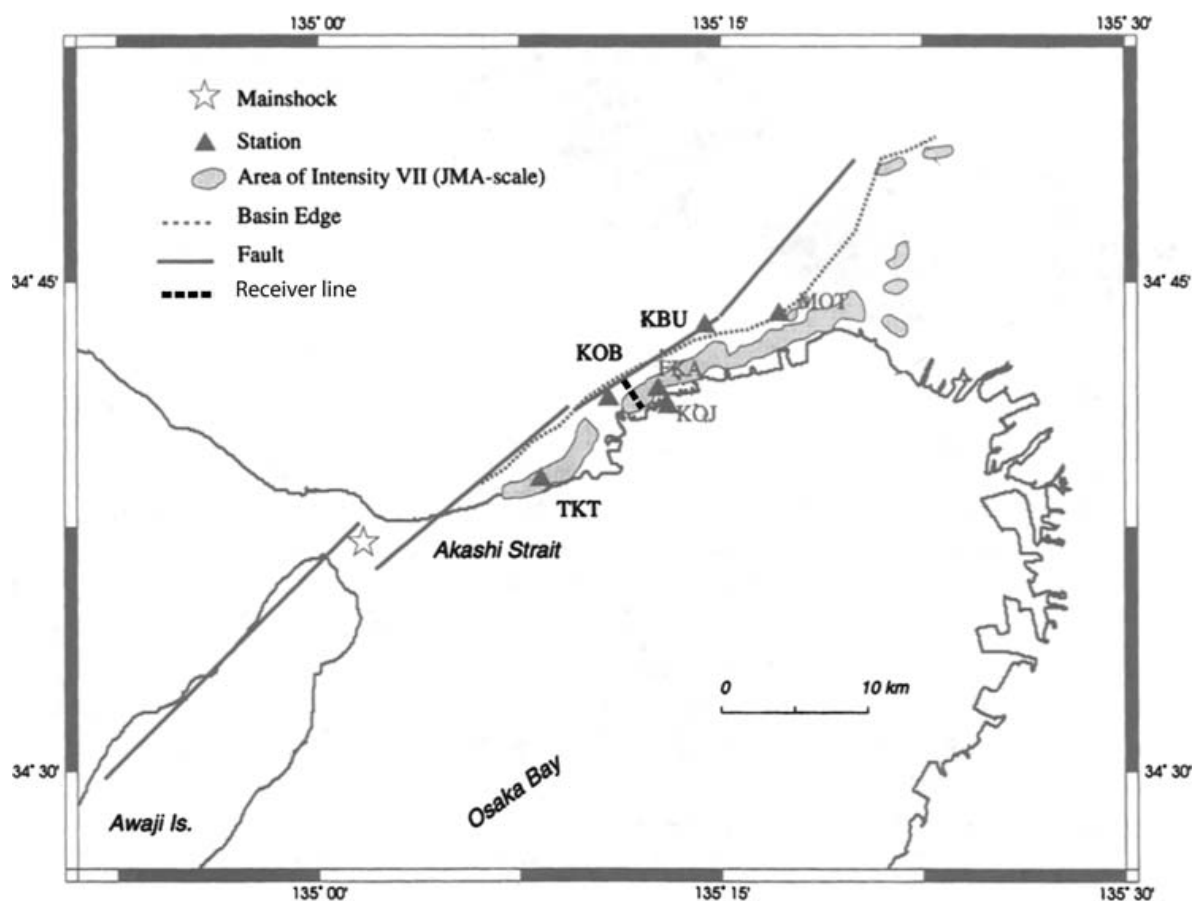 135° 00'
135° 15'
135° 30'
Mainshock
Station
Area of Intensity VII (JMA-scale)
Basin Edge
Fault
Receiver line
34° 45'
34° 45'
KBU
MOT
KOB
FKA
KOJ
TKT
Akashi Strait
0
10 km
34° 30'
34° 30'
Osaka Bay
Awaji Is.
135° 00'
135° 15'
135° 30'